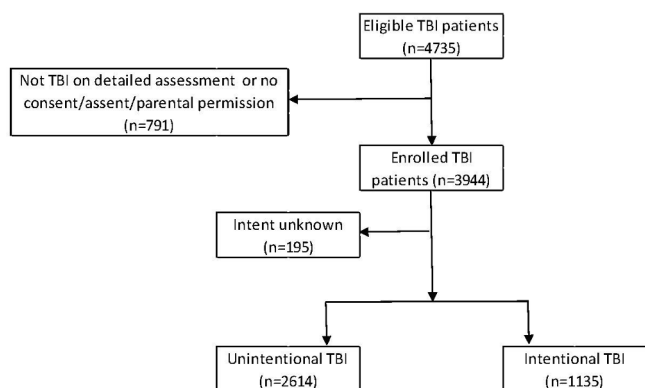 Eligible TBI patients
(n=4735)
Not TBI on detailed assessment or no
consent/assent/parental permission
(n=791)
Enrolled TBI
patients (n=3944)
Intent unknown
(n=195)
Unintentional TBI
(n=2614)
Intentional TBI
(n=1135)